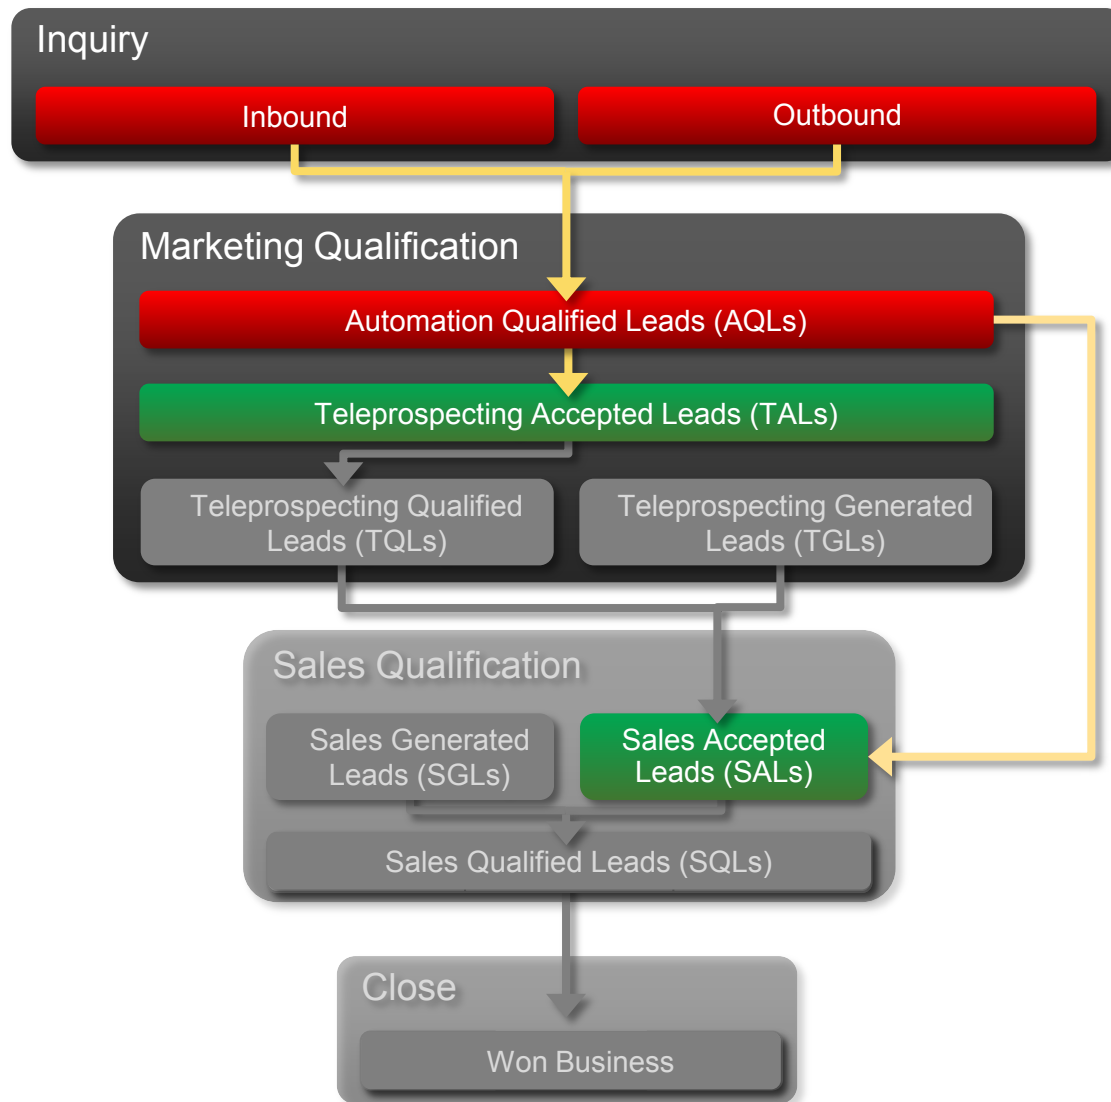 Inquiry
Inbound
Outbound
Marketing Qualification
Automation Qualified Leads (AQLs)
Teleprospecting Accepted Leads (TALs)
Teleprospecting Qualified
Leads (TQLs)
Teleprospecting Generated
Leads (TGLs)
Sales Qualification
Sales Generated
Leads (SGLs)
Sales Accepted
Leads (SALs)
Sales Qualified Leads (SQLs)
Close
Won Business